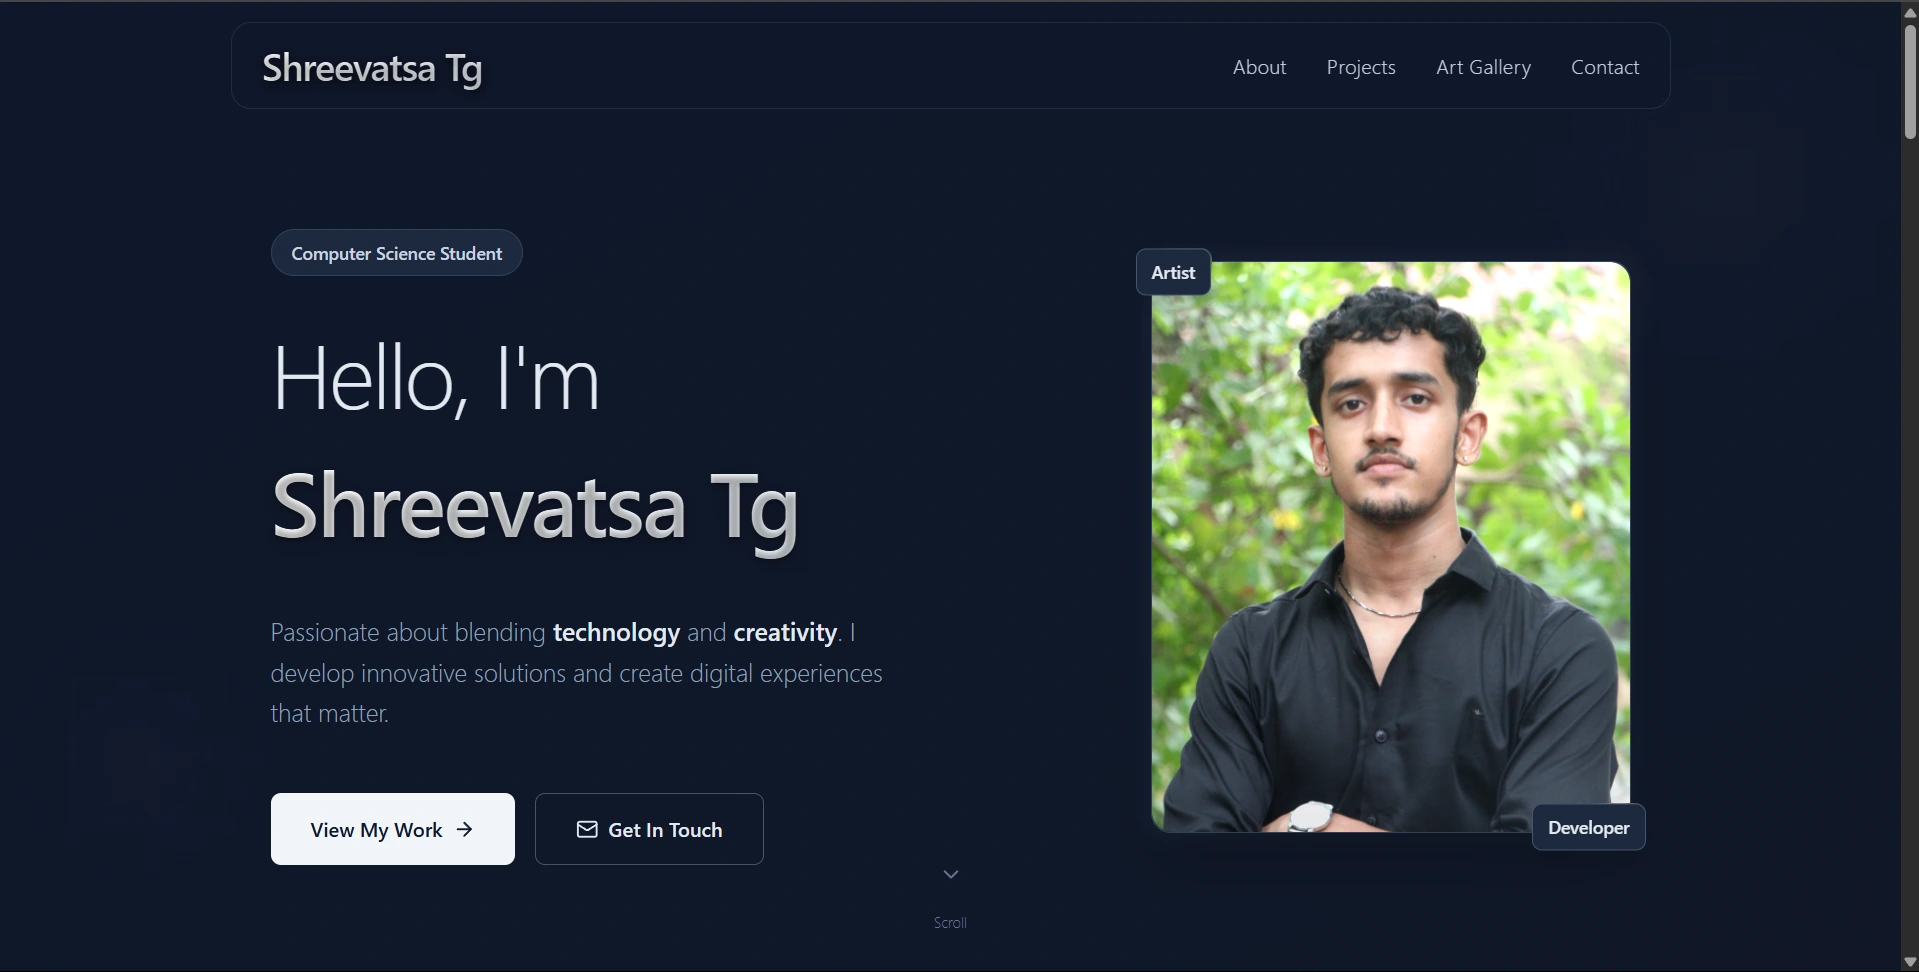 Shreevatsa Tg
About Projects Art Gallery Contact
Computer Science Student
Hello, I'm
Shreevatsa Tg
Passionate about blending technology and creativity. I
develop innovative solutions and create digital experiences
that matter.
View My Work
Get In Touch
Artist
Developer
Scroll